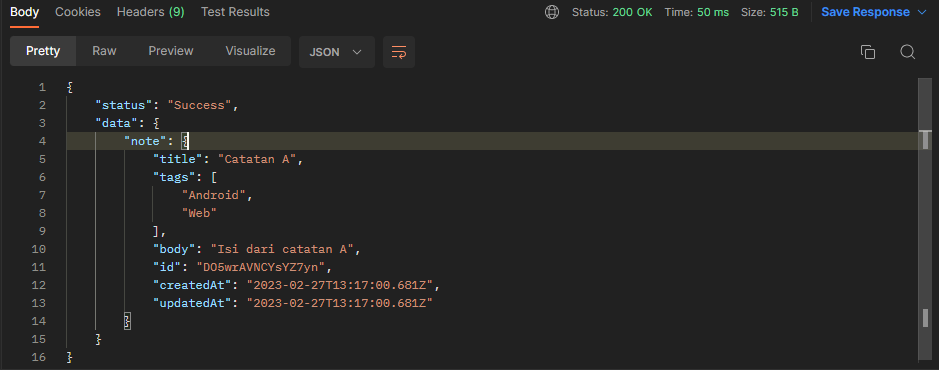 Body Cookies Headers (9) Test Results Status: 200 OK Time: 50 ms Size: 515 B Save Response
Pretty Raw Preview Visualize JSON
1 {
2 "status": "Success",
3 "data": {
4 "note": {
5 "title": "Catatan A",
6 "tags": [
7 "Android",
8 "Web"
9 ],
10 "body": "Isi dari catatan A",
11 "id": "DO5wrAVNCYsYZ7yn",
12 "createdAt": "2023-02-27T13:17:00.681Z",
13 "updatedAt": "2023-02-27T13:17:00.681Z"
14 }
15 }
16 }